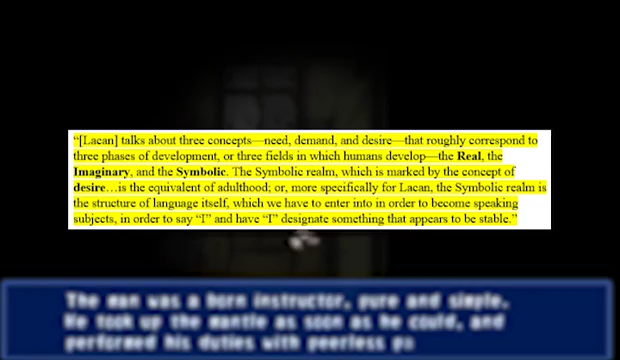 “[Lacan] talks about three concepts—need, demand, and desire—that roughly correspond to
three phases of development, or three fields in which humans develop—the Real, the
Imaginary, and the Symbolic. The Symbolic realm, which is marked by the concept of
desire…is the equivalent of adulthood; or, more specifically for Lacan, the Symbolic realm is
the structure of language itself, which we have to enter into in order to become speaking
subjects, in order to say “I” and have “I” designate something that appears to be stable.”
The man was a born instructor, pure and simple.
He took up the mantle as soon as he could, and
performed his duties with peerless pa